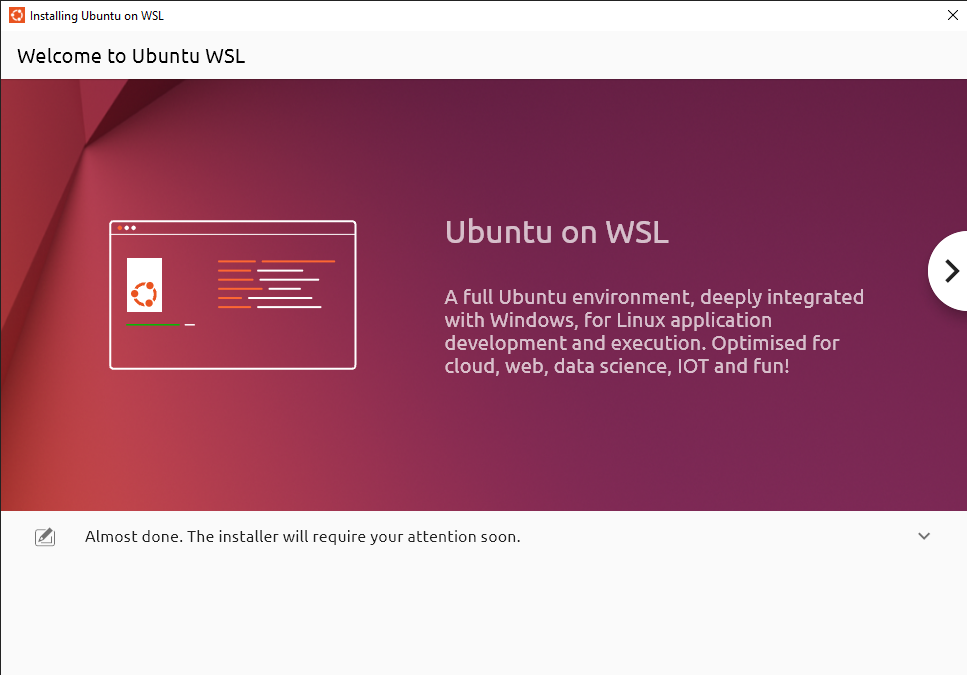 Installing Ubuntu on WSL
Welcome to Ubuntu WSL
Ubuntu on WSL
A full Ubuntu environment, deeply integrated
with Windows, for Linux application
development and execution. Optimised for
cloud, web, data science, IOT and fun!
Almost done. The installer will require your attention soon.